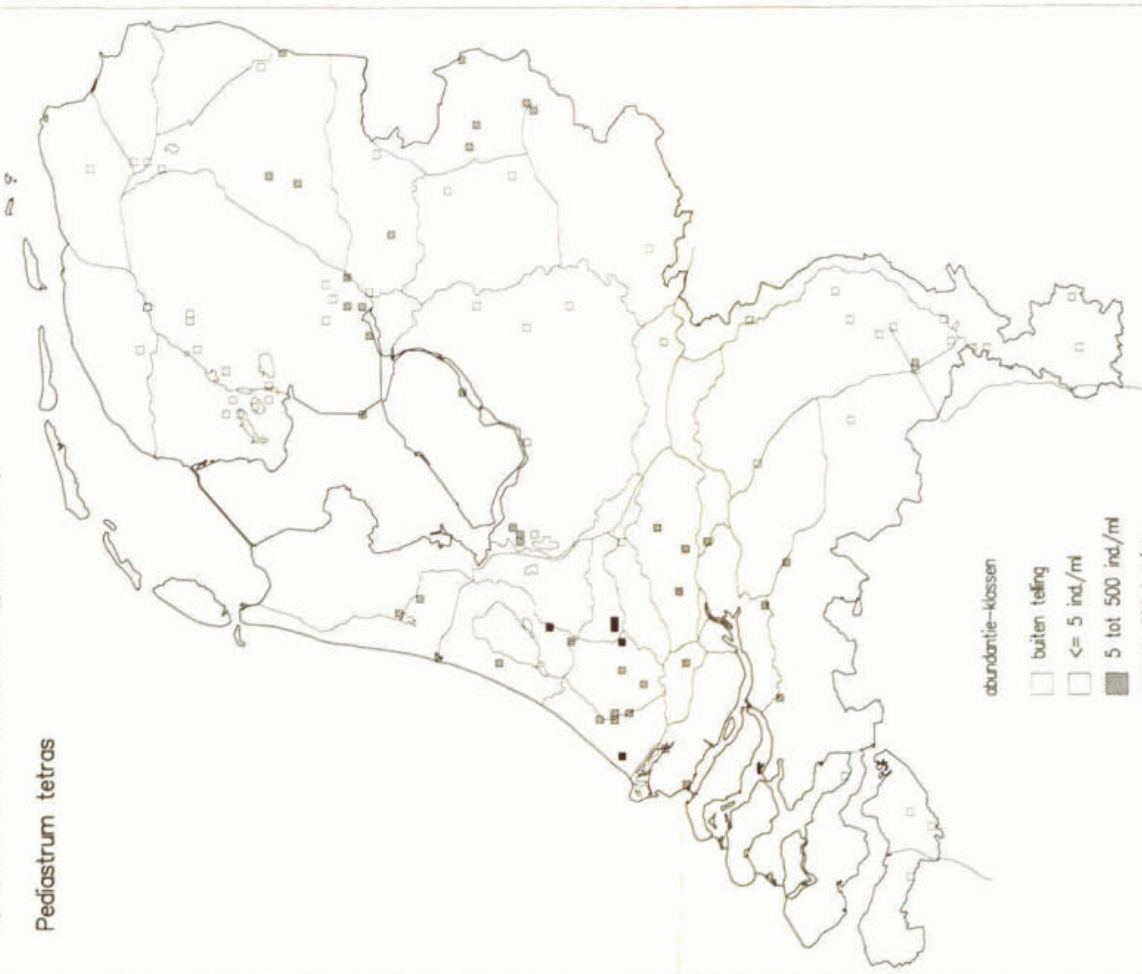 Pediastrum tetras
abundantie-klassen
buiten telling
<= 5 ind./ml
5 tot 500 ind./ml